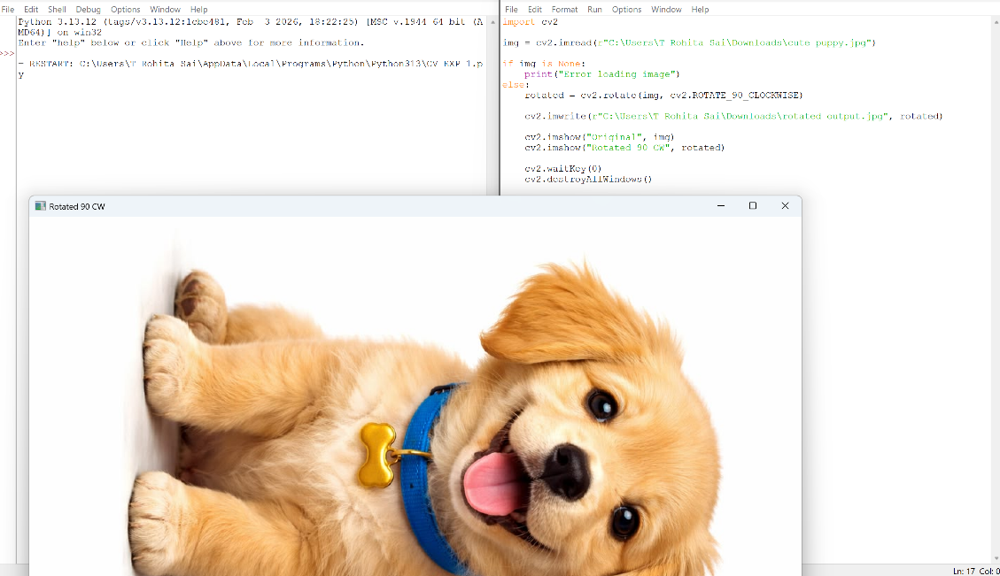 File Edit Shell Debug Options Window Help
Python 3.13.12 (tags/v3.13.12:1cbe481, Feb  3 2026, 18:22:25) [MSC v.1944 64 bit (A
MD64)] on win32
Enter "help" below or click "Help" above for more information.
>>>
= RESTART: C:\Users\T Rohita Sai\AppData\Local\Programs\Python\Python313\CV EXP 1.p
y
File Edit Format Run Options Window Help
import cv2
img = cv2.imread(r"C:\Users\T Rohita Sai\Downloads\cute puppy.jpg")
if img is None:
    print("Error loading image")
else:
    rotated = cv2.rotate(img, cv2.ROTATE_90_CLOCKWISE)
    cv2.imwrite(r"C:\Users\T Rohita Sai\Downloads\rotated output.jpg", rotated)
    cv2.imshow("Original", img)
    cv2.imshow("Rotated 90 CW", rotated)
    cv2.waitKey(0)
    cv2.destroyAllWindows()
Rotated 90 CW
Ln: 17 Col: 0